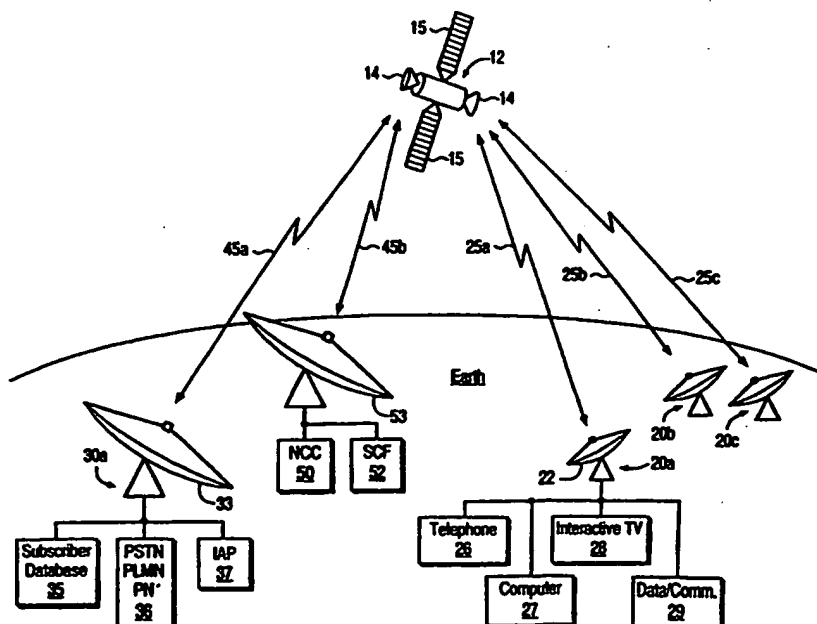 15
12
14
14
15
45a
45b
25a
25b
25c
Earth
53
30a
33
NCC
50
SCF
52
22
20a
20b
20c
Subscriber
Database
35
PSTN
PLMN
PN
36
IAP
37
Telephone
26
Interactive TV
28
Computer
27
Data/Comm.
29